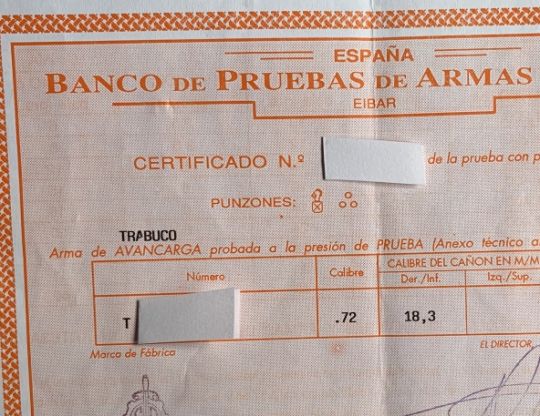 ESPAÑA
BANCO DE PRUEBAS DE ARMAS
EIBAR
CERTIFICADO N.º de la prueba con p
PUNZONES:
TRABUCO
Arma de AVANCARGA probada a la presión de PRUEBA (Anexo técnico al
Número Calibre CALIBRE DEL CAÑON EN M/M
Der./Inf. Izq./Sup.
T .72 18,3
Marco de Fábrica EL DIRECTOR,